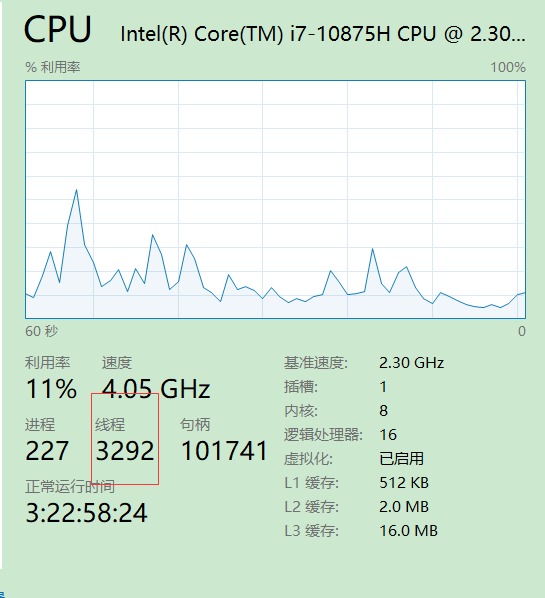 CPU Intel(R) Core(TM) i7-10875H CPU @ 2.30...
% 利用率 100%
60 秒 0
利用率 速度
11% 4.05 GHz
进程 线程 句柄
227 3292 101741
正常运行时间
3:22:58:24
基准速度: 2.30 GHz
插槽: 1
内核: 8
逻辑处理器: 16
虚拟化: 已启用
L1 缓存: 512 KB
L2 缓存: 2.0 MB
L3 缓存: 16.0 MB